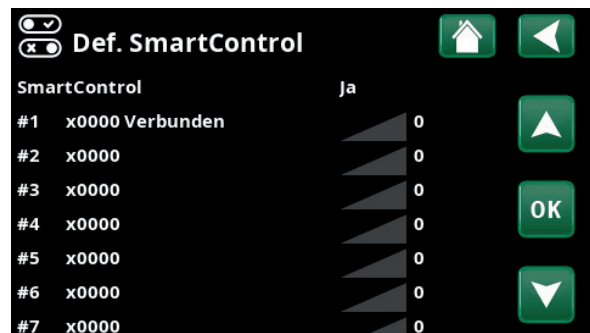 Def. SmartControl
SmartControl Ja
#1 x0000 Verbunden 0
#2 x0000 0
#3 x0000 0
#4 x0000 0
OK
#5 x0000 0
#6 x0000 0
#7 x0000 0